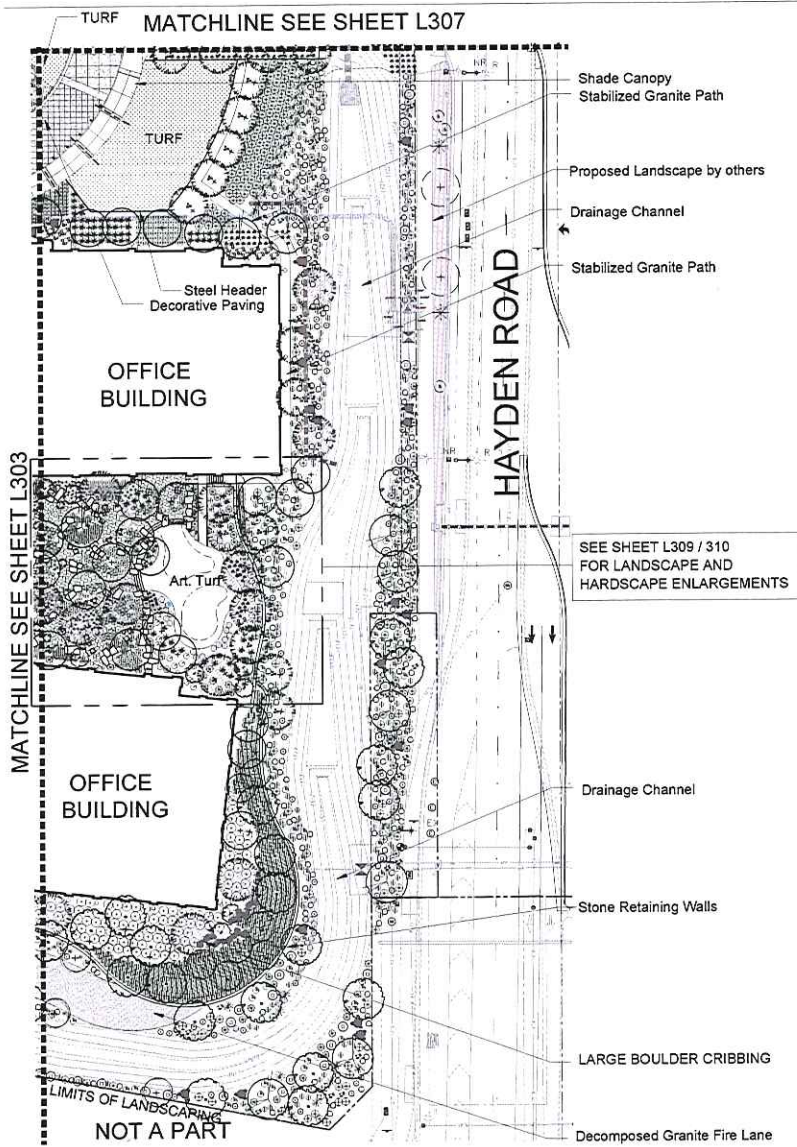 TURF
MATCHLINE SEE SHEET L307
NR
R
Shade Canopy
Stabilized Granite Path
TURF
Proposed Landscape by others
Drainage Channel
Stabilized Granite Path
Steel Header
Decorative Paving
HAYDEN ROAD
OFFICE
BUILDING
NR
R
MATCHLINE SEE SHEET L303
SEE SHEET L309 / 310
FOR LANDSCAPE AND
HARDSCAPE ENLARGEMENTS
Art. Turf
OFFICE
BUILDING
Drainage Channel
Stone Retaining Walls
LARGE BOULDER CRIBBING
LIMITS OF LANDSCAPING
NOT A PART
Decomposed Granite Fire Lane